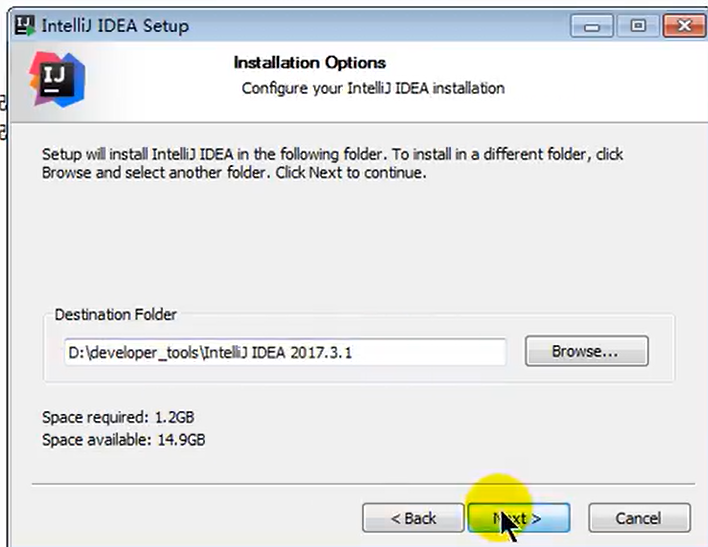 IntelliJ IDEA Setup
IJ
Installation Options
Configure your IntelliJ IDEA installation
Setup will install IntelliJ IDEA in the following folder. To install in a different folder, click
Browse and select another folder. Click Next to continue.
Destination Folder
D:\developer_tools\IntelliJ IDEA 2017.3.1
Browse...
Space required: 1.2GB
Space available: 14.9GB
< Back
Next >
Cancel